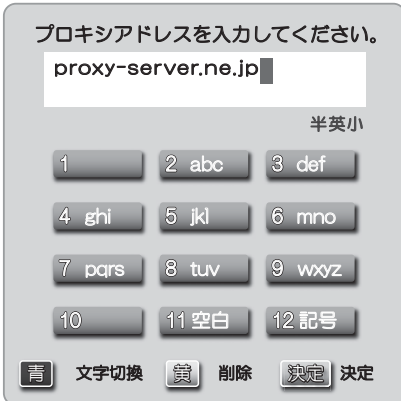 プロキシアドレスを入力してください。
proxy-server.ne.jp
半英小
1 2 abc 3 def
4 ghi 5 jkl 6 mno
7 pqrs 8 tuv 9 wxyz
10 11 空白 12 記号
青 文字切換 黄 削除 決定 決定